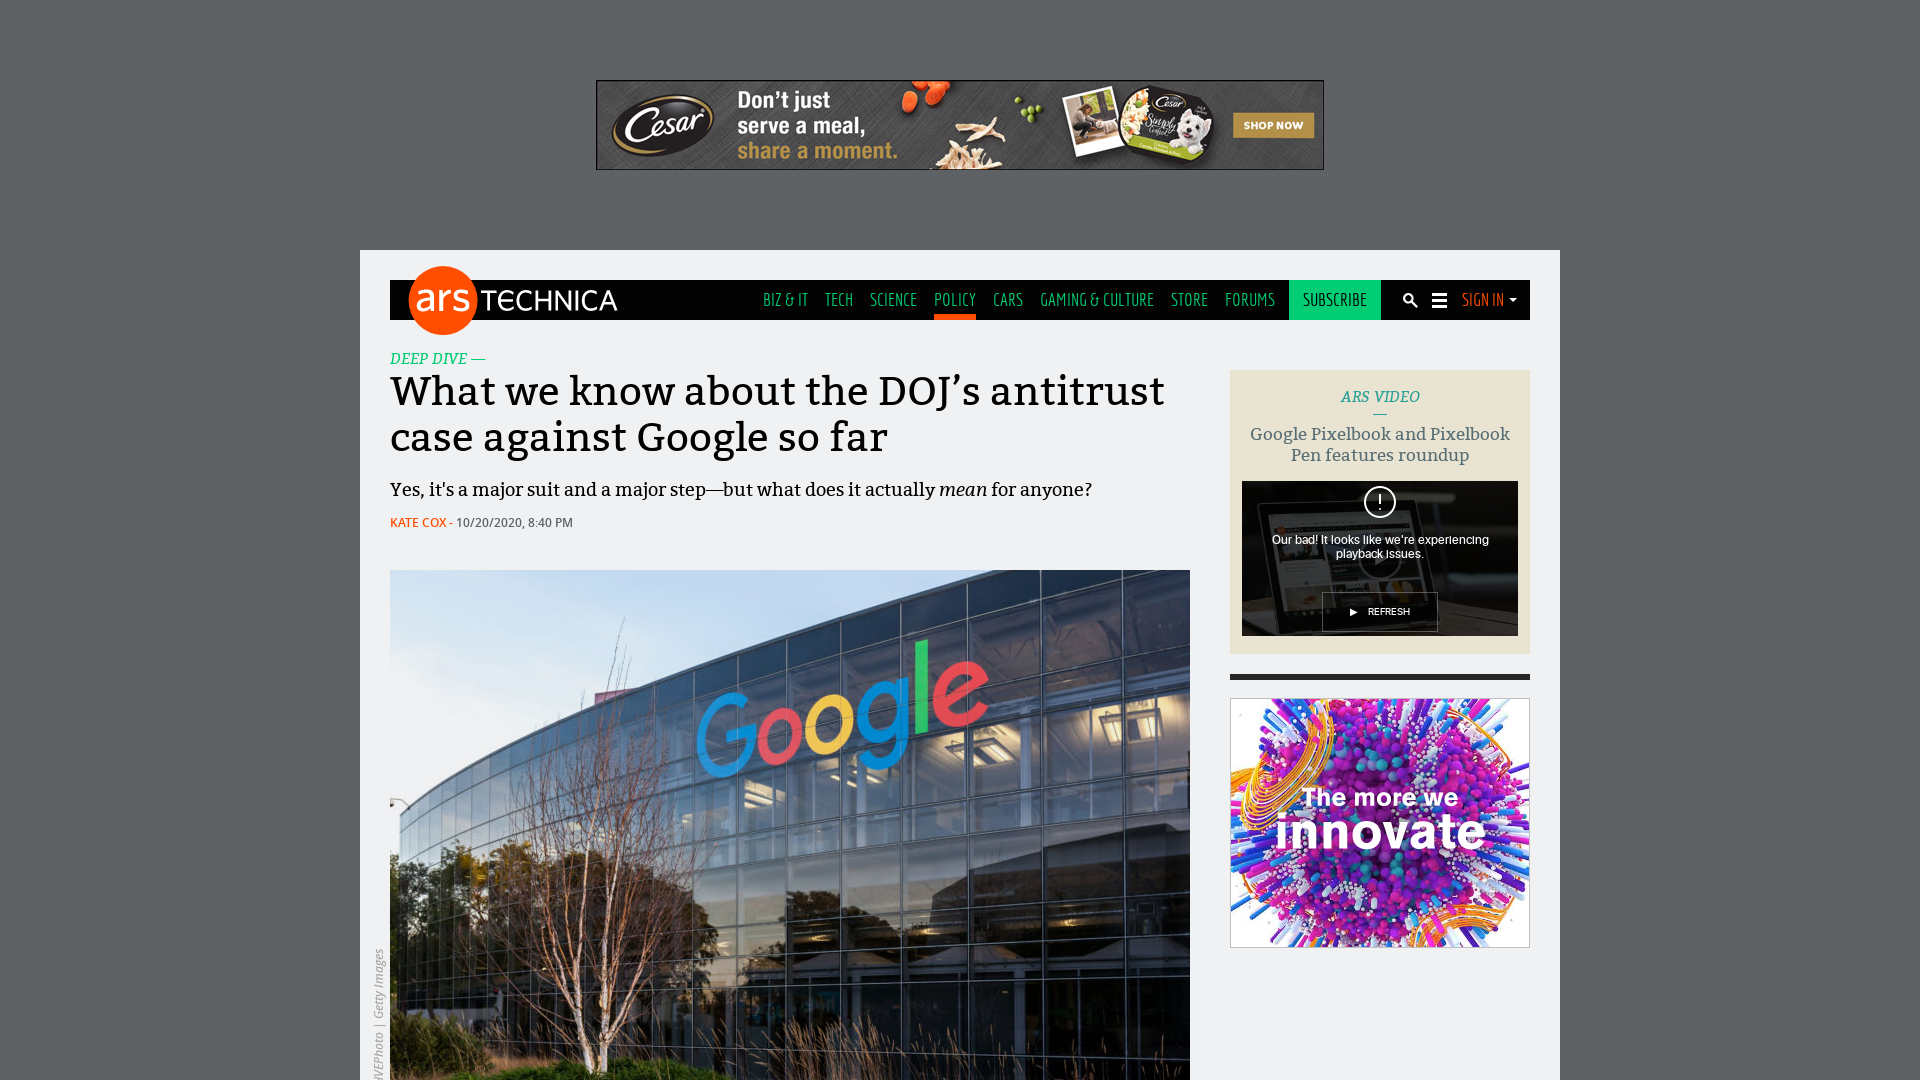 Cesar
Don't just
serve a meal,
share a moment.
Cesar
Simply
SHOP NOW
ars TECHNICA
BIZ & IT TECH SCIENCE POLICY CARS GAMING & CULTURE STORE FORUMS SUBSCRIBE SIGN IN
DEEP DIVE —
What we know about the DOJ’s antitrust
case against Google so far
Yes, it's a major suit and a major step—but what does it actually mean for anyone?
KATE COX - 10/20/2020, 8:40 PM
Google
| Getty Images
ARS VIDEO
—
Google Pixelbook and Pixelbook
Pen features roundup
Our bad! It looks like we're experiencing
playback issues.
REFRESH
The more we
innovate